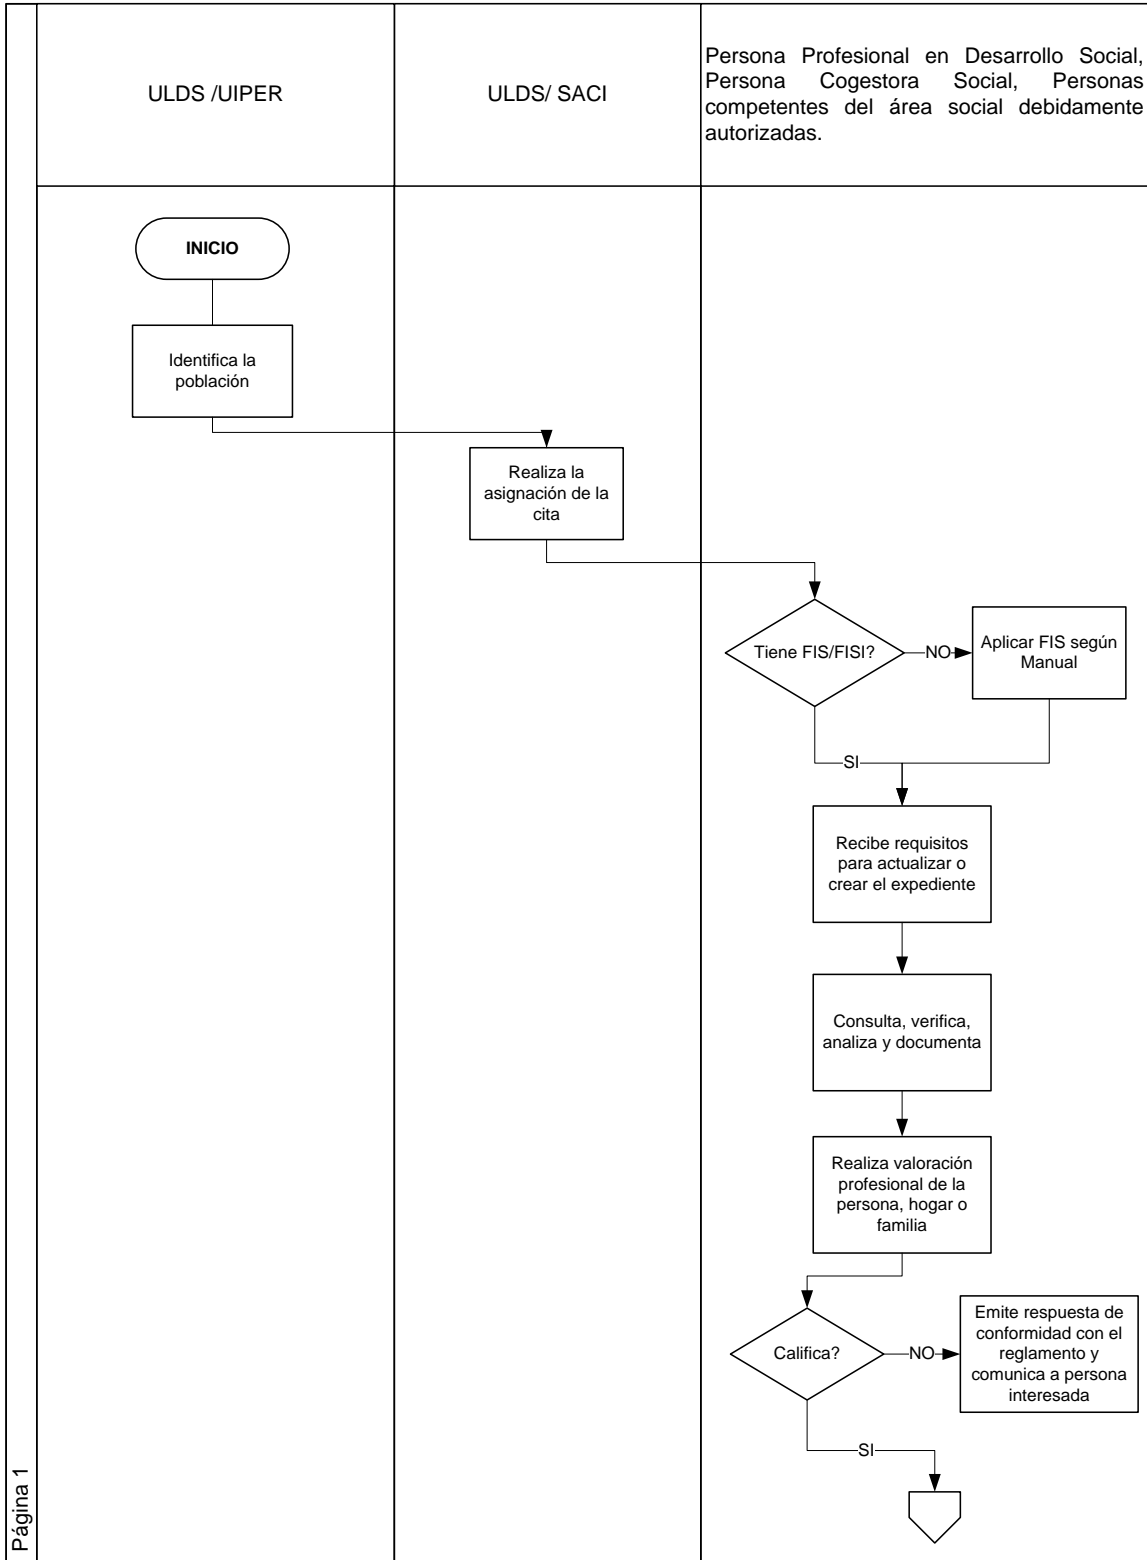 ULDS /UIPER
ULDS/ SACI
Persona Profesional en Desarrollo Social,
Persona Cogestora Social, Personas
competentes del área social debidamente
autorizadas.
INICIO
Identifica la
población
Realiza la
asignación de la
cita
Tiene FIS/FISI?
NO
Aplicar FIS según
Manual
SI
Recibe requisitos
para actualizar o
crear el expediente
Consulta, verifica,
analiza y documenta
Realiza valoración
profesional de la
persona, hogar o
familia
Califica?
NO
Emite respuesta de
conformidad con el
reglamento y
comunica a persona
interesada
SI
Página 1